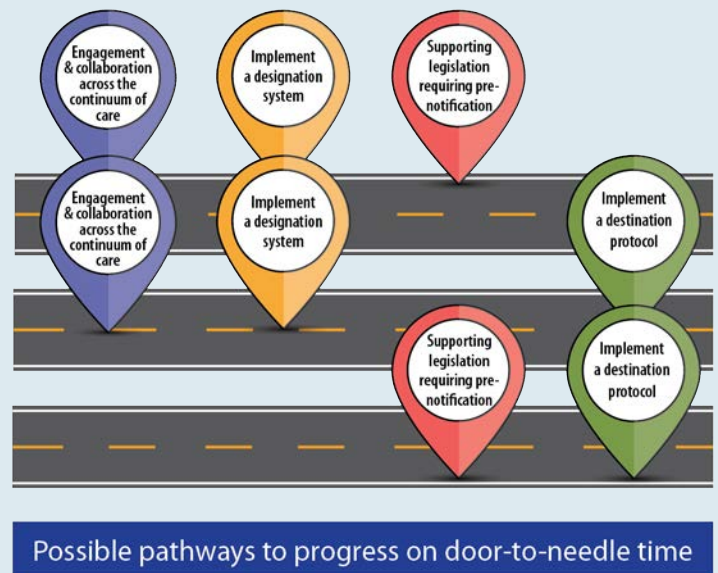 Engagement
& collaboration
across the
continuum of
care
Implement
a designation
system
Supporting
legislation
requiring pre-
notification
Engagement
& collaboration
across the
continuum of
care
Implement
a designation
system
Implement
a destination
protocol
Supporting
legislation
requiring pre-
notification
Implement
a destination
protocol
Possible pathways to progress on door-to-needle time